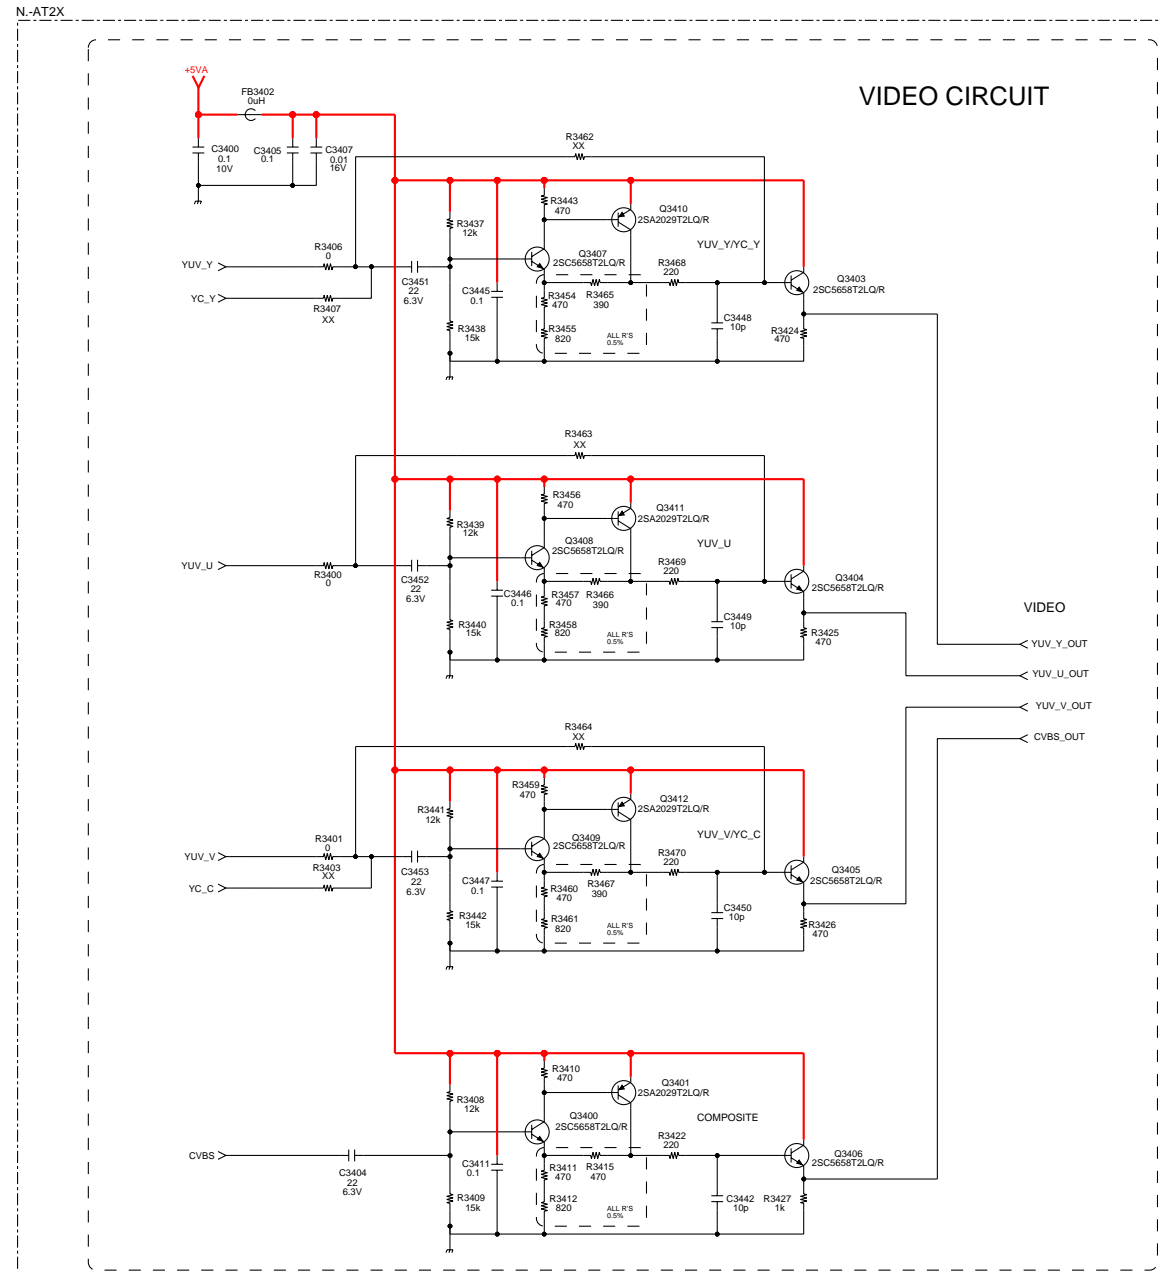 N.-AT2X
VIDEO CIRCUIT
+5VA
FB3402
0uH
C3400
0.1
10V
C3405
0.1
C3407
0.01
16V
R3462
XX
R3443
470
Q3410
2SA2029T2LQ/R
R3437
12k
YUV_Y/YC_Y
R3406
0
YUV_Y
YC_Y
R3407
XX
C3451
22
6.3V
Q3407
2SC5658T2LQ/R
R3468
220
Q3403
2SC5658T2LQ/R
C3445
0.1
R3454
470
R3465
390
R3438
15k
R3455
820
ALL R'S
0.5%
C3448
10p
R3424
470
R3463
XX
R3456
470
Q3411
2SA2029T2LQ/R
R3439
12k
YUV_U
Q3408
2SC5658T2LQ/R
R3469
220
YUV_U
R3400
0
C3452
22
6.3V
Q3404
2SC5658T2LQ/R
C3446
0.1
R3457
470
R3466
390
R3440
15k
R3458
820
ALL R'S
0.5%
C3449
10p
R3425
470
VIDEO
YUV_Y_OUT
YUV_U_OUT
YUV_V_OUT
CVBS_OUT
R3464
XX
R3459
470
Q3412
2SA2029T2LQ/R
R3441
12k
YUV_V/YC_C
R3401
0
YUV_V
R3403
XX
YC_C
C3453
22
6.3V
Q3409
2SC5658T2LQ/R
R3470
220
Q3405
2SC5658T2LQ/R
C3447
0.1
R3460
470
R3467
390
R3442
15k
R3461
820
ALL R'S
0.5%
C3450
10p
R3426
470
R3410
470
Q3401
2SA2029T2LQ/R
R3408
12k
COMPOSITE
Q3400
2SC5658T2LQ/R
R3422
220
CVBS
C3404
22
6.3V
Q3406
2SC5658T2LQ/R
C3411
0.1
R3411
470
R3415
470
R3409
15k
R3412
820
ALL R'S
0.5%
C3442
10p
R3427
1k